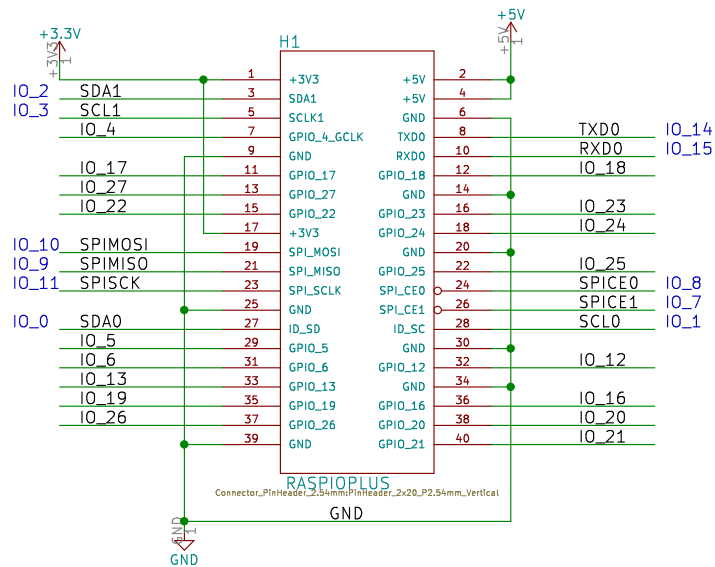 +3.3V
+3V3
1
+5V
+5V
1
H1
1 +3V3 +5V 2
IO_2 SDA1 3 SDA1 +5V 4
IO_3 SCL1 5 SCLK1 GND 6
IO_4 7 GPIO_4_GCLK TXD0 8 TXD0 IO_14
9 GND RXD0 10 RXD0 IO_15
IO_17 11 GPIO_17 GPIO_18 12 IO_18
IO_27 13 GPIO_27 GND 14
IO_22 15 GPIO_22 GPIO_23 16 IO_23
17 +3V3 GPIO_24 18 IO_24
IO_10 SPIMOSI 19 SPI_MOSI GND 20
IO_9 SPIMISO 21 SPI_MISO GPIO_25 22 IO_25
IO_11 SPISCK 23 SPI_SCLK SPI_CE0 24 SPICE0 IO_8
25 GND SPI_CE1 26 SPICE1 IO_7
IO_0 SDA0 27 ID_SD ID_SC 28 SCL0 IO_1
IO_5 29 GPIO_5 GND 30
IO_6 31 GPIO_6 GPIO_12 32 IO_12
IO_13 33 GPIO_13 GND 34
IO_19 35 GPIO_19 GPIO_16 36 IO_16
IO_26 37 GPIO_26 GPIO_20 38 IO_20
39 GND GPIO_21 40 IO_21
RASPIOPLUS
Connector_PinHeader_2.54mm:PinHeader_2x20_P2.54mm_Vertical
GND
GND
1
GND